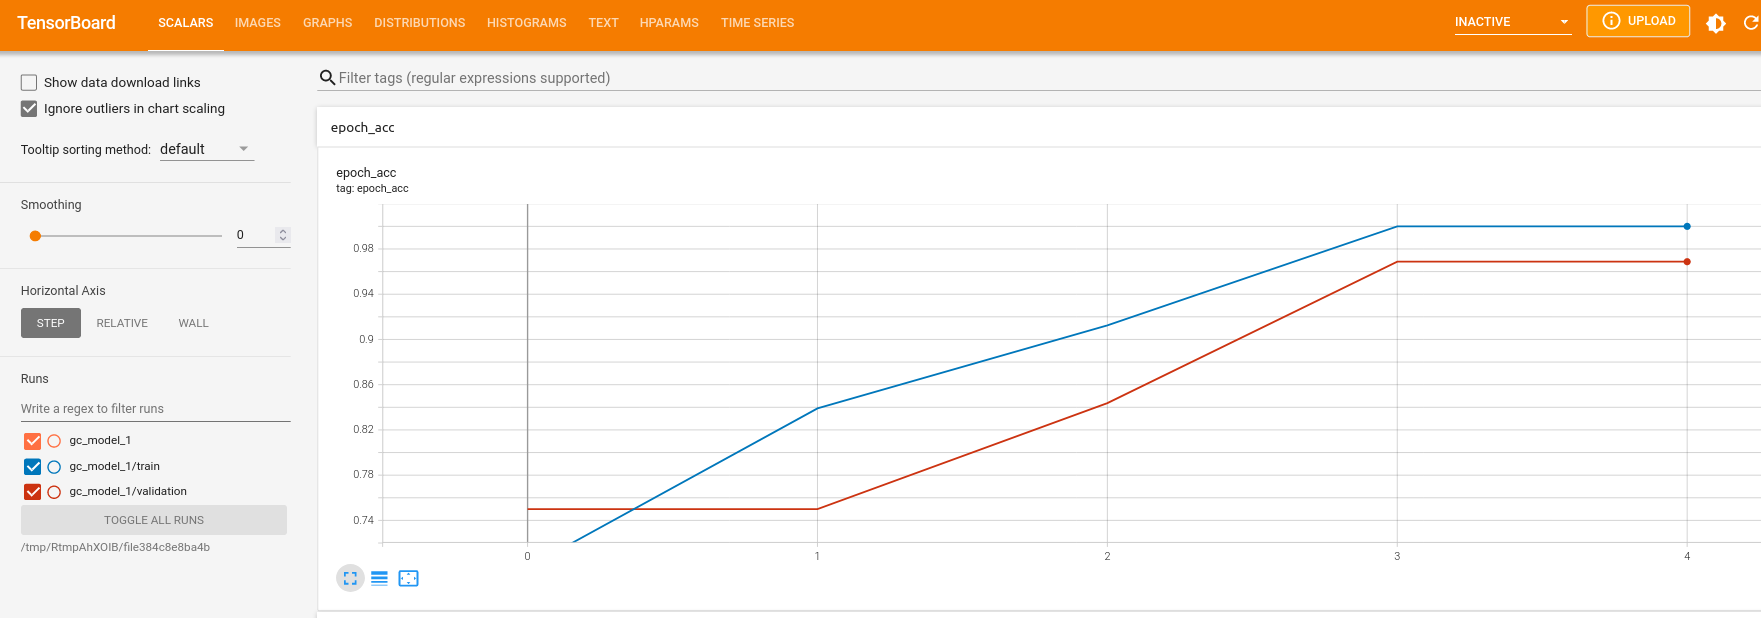 TensorBoard SCALARS IMAGES GRAPHS DISTRIBUTIONS HISTOGRAMS TEXT HPARAMS TIME SERIES INACTIVE UPLOAD
Show data download links
Ignore outliers in chart scaling
Tooltip sorting method: default
Smoothing
0
Horizontal Axis
STEP RELATIVE WALL
Runs
Write a regex to filter runs
gc_model_1
gc_model_1/train
gc_model_1/validation
TOGGLE ALL RUNS
/tmp/RtmpAhXOIB/file384c8e8ba4b
Filter tags (regular expressions supported)
epoch_acc
epoch_acc
tag: epoch_acc
0.98
0.94
0.9
0.86
0.82
0.78
0.74
0 1 2 3 4